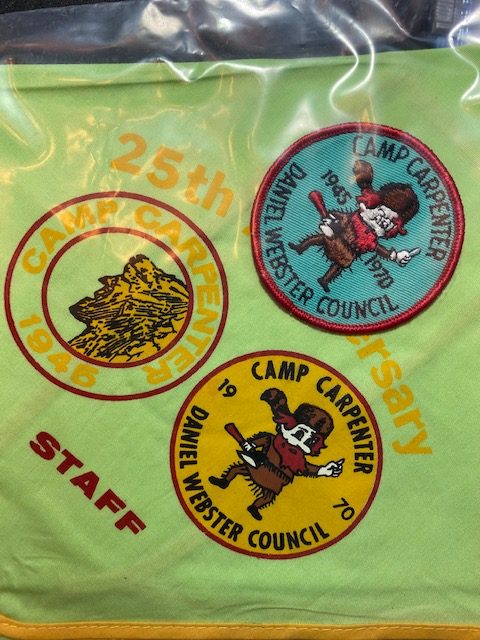 25th
ersary
CAMP CARPENTER
1946
CAMP CARPENTER
1945
1970
DANIEL WEBSTER COUNCIL
CAMP CARPENTER
19
70
DANIEL WEBSTER COUNCIL
STAFF